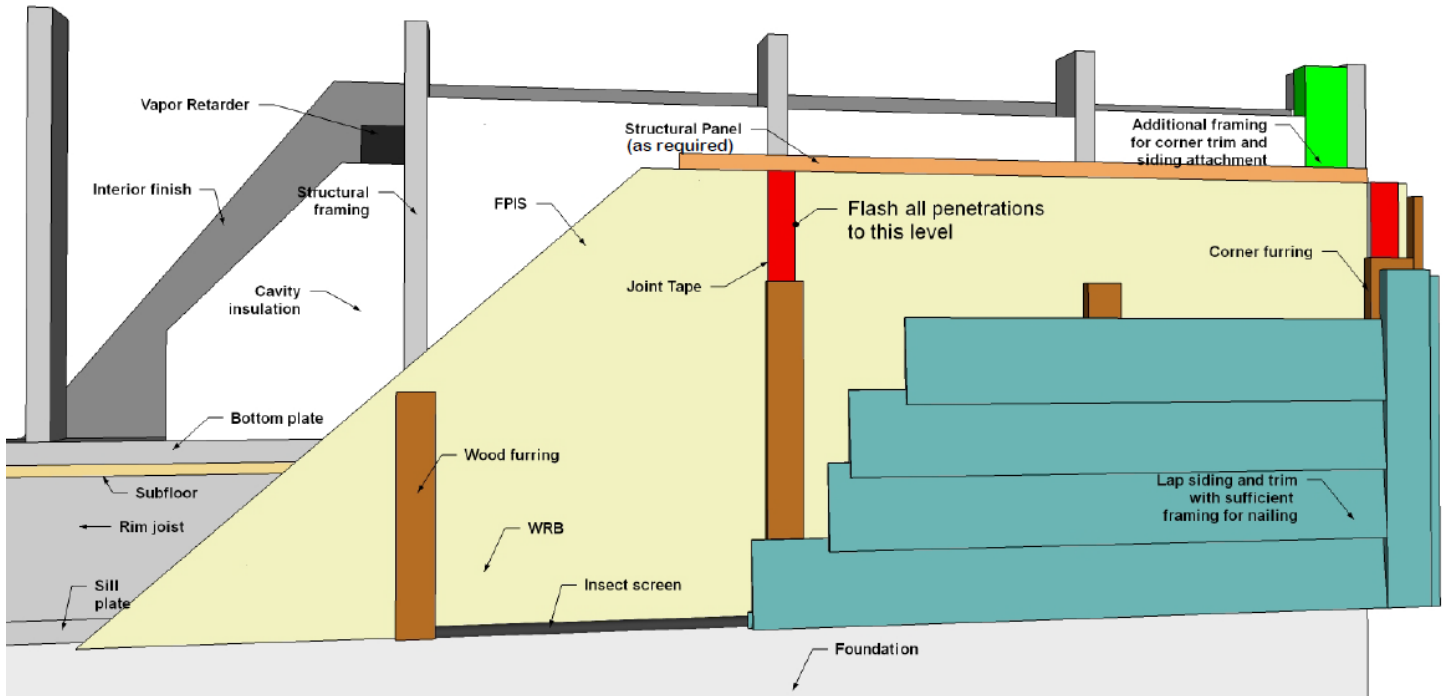 Vapor Retarder
Structural Panel
(as required)
Additional framing
for corner trim and
siding attachment
Interior finish
Structural
framing
FPIS
Flash all penetrations
to this level
Corner furring
Joint Tape
Cavity
insulation
Bottom plate
Wood furring
Subfloor
Lap siding and trim
with sufficient
framing for nailing
Rim joist
WRB
Sill
plate
Insect screen
Foundation